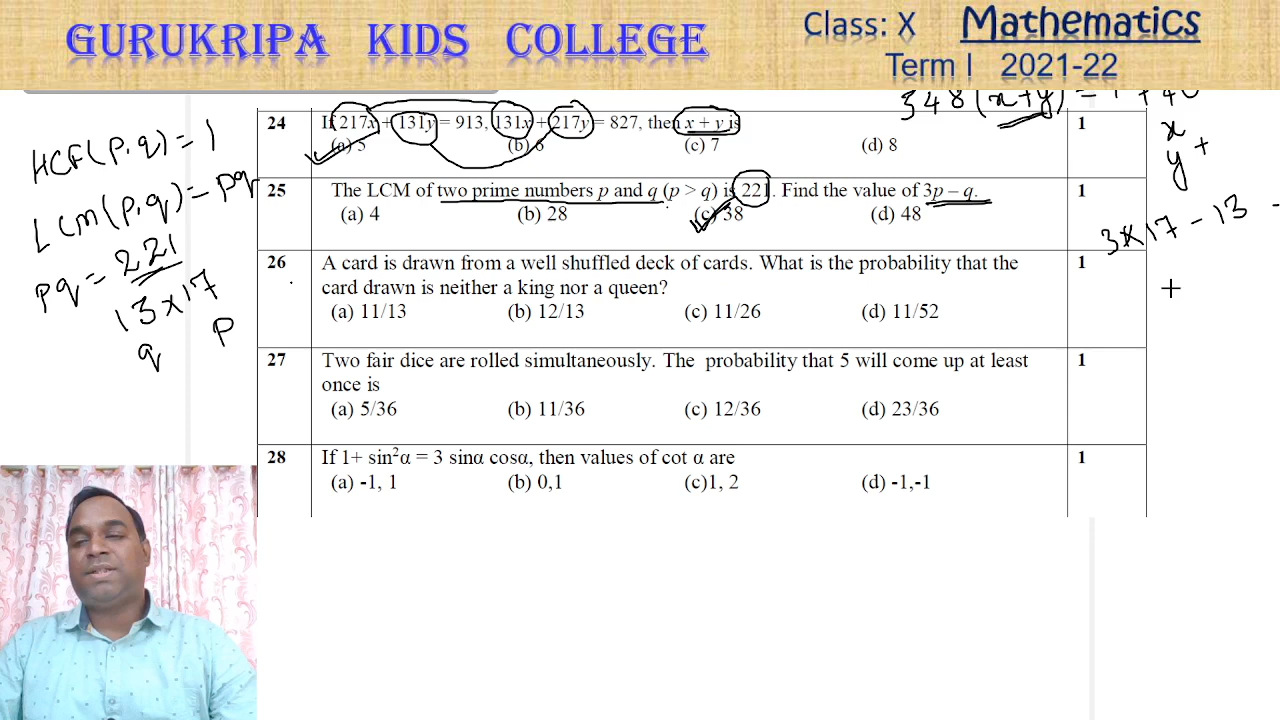 GURUKRIPA KIDS COLLEGE
Class: X Mathematics
Term I 2021-22
348(x+y) =
24 If 217x + 131y = 913, 131x + 217y = 827, then x + y is 1
(a) 5 (b) 6 (c) 7 (d) 8
25 The LCM of two prime numbers p and q (p > q) is 221. Find the value of 3p – q. 1
(a) 4 (b) 28 (c) 38 (d) 48
26 A card is drawn from a well shuffled deck of cards. What is the probability that the 1
card drawn is neither a king nor a queen?
(a) 11/13 (b) 12/13 (c) 11/26 (d) 11/52
27 Two fair dice are rolled simultaneously. The probability that 5 will come up at least 1
once is
(a) 5/36 (b) 11/36 (c) 12/36 (d) 23/36
28 If 1+ sin²α = 3 sinα cosα, then values of cot α are 1
(a) -1, 1 (b) 0,1 (c)1, 2 (d) -1,-1
HCF(p,q) = 1
LCM(p,q) = pq
pq = 221
13×17
q p
x
y +
3×17 - 13
+